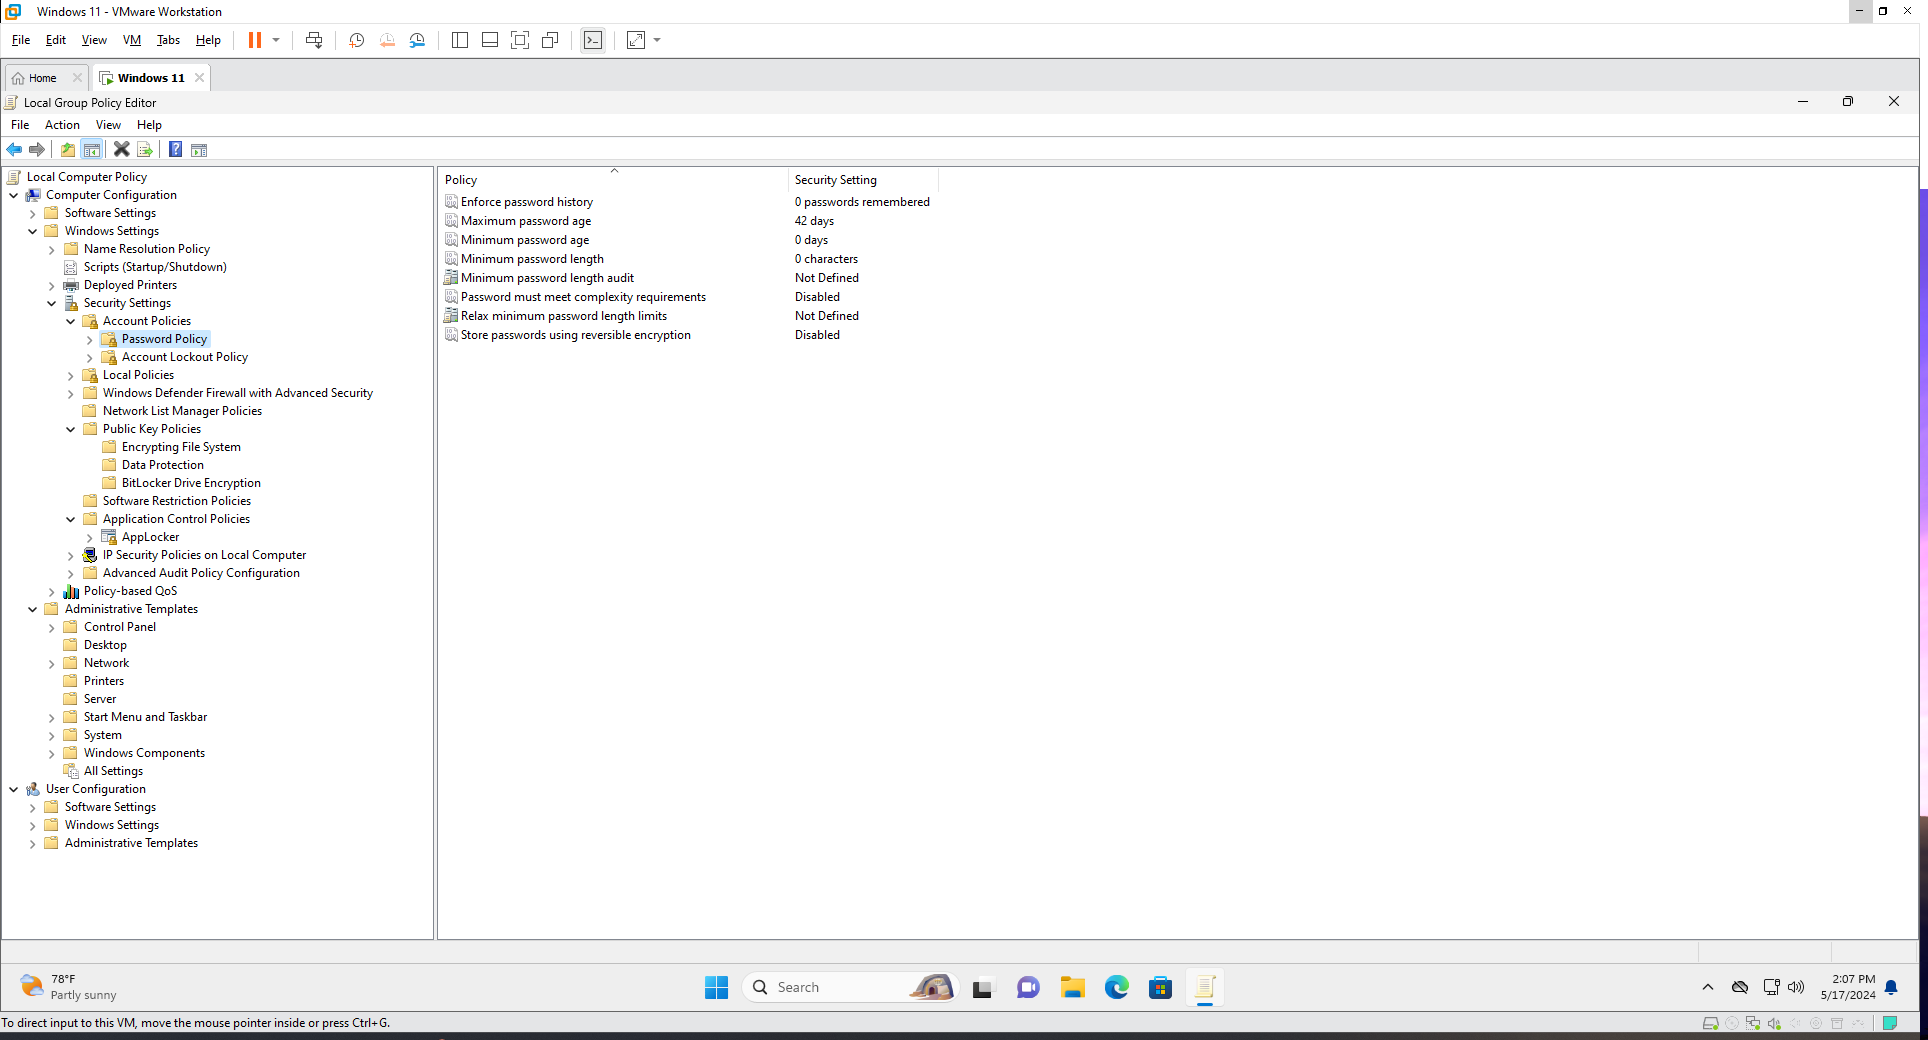 Windows 11 - VMware Workstation
File Edit View VM Tabs Help
Home
Windows 11
Local Group Policy Editor
File Action View Help
Local Computer Policy
Computer Configuration
Software Settings
Windows Settings
Name Resolution Policy
Scripts (Startup/Shutdown)
Deployed Printers
Security Settings
Account Policies
Password Policy
Account Lockout Policy
Local Policies
Windows Defender Firewall with Advanced Security
Network List Manager Policies
Public Key Policies
Encrypting File System
Data Protection
BitLocker Drive Encryption
Software Restriction Policies
Application Control Policies
AppLocker
IP Security Policies on Local Computer
Advanced Audit Policy Configuration
Policy-based QoS
Administrative Templates
Control Panel
Desktop
Network
Printers
Server
Start Menu and Taskbar
System
Windows Components
All Settings
User Configuration
Software Settings
Windows Settings
Administrative Templates
Policy Security Setting
Enforce password history 0 passwords remembered
Maximum password age 42 days
Minimum password age 0 days
Minimum password length 0 characters
Minimum password length audit Not Defined
Password must meet complexity requirements Disabled
Relax minimum password length limits Not Defined
Store passwords using reversible encryption Disabled
78°F
Partly sunny
Search
2:07 PM
5/17/2024
To direct input to this VM, move the mouse pointer inside or press Ctrl+G.